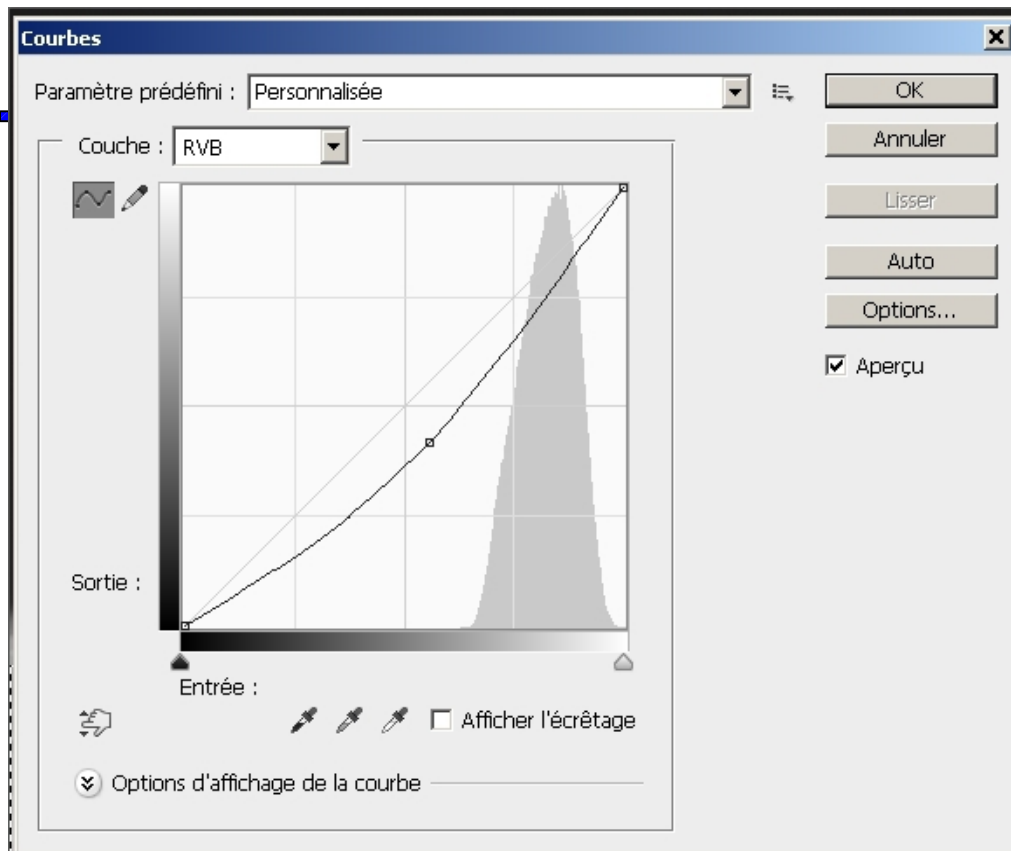 Courbes
Paramètre prédéfini : Personnalisée
OK
Couche : RVB
Annuler
Lisser
Auto
Options...
Aperçu
Sortie :
Entrée :
Afficher l'écrêtage
Options d'affichage de la courbe